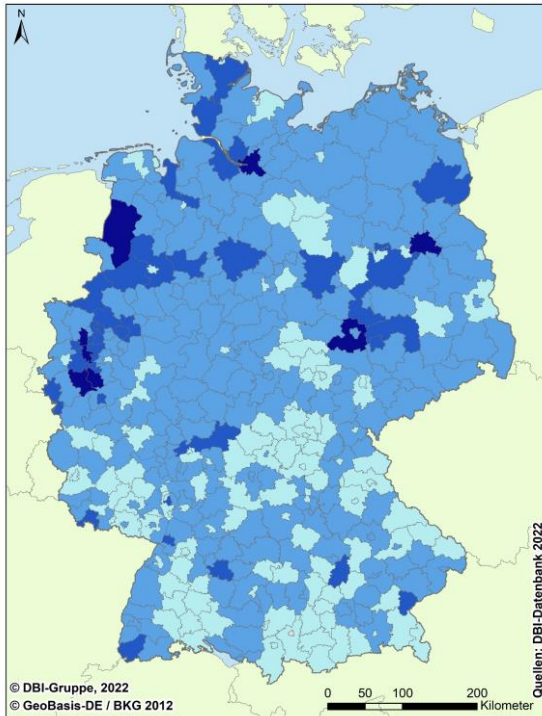 N
© DBI-Gruppe, 2022
© GeoBasis-DE / BKG 2012
0 50 100 200
Kilometer
Quellen: DBI-Datenbank 2022